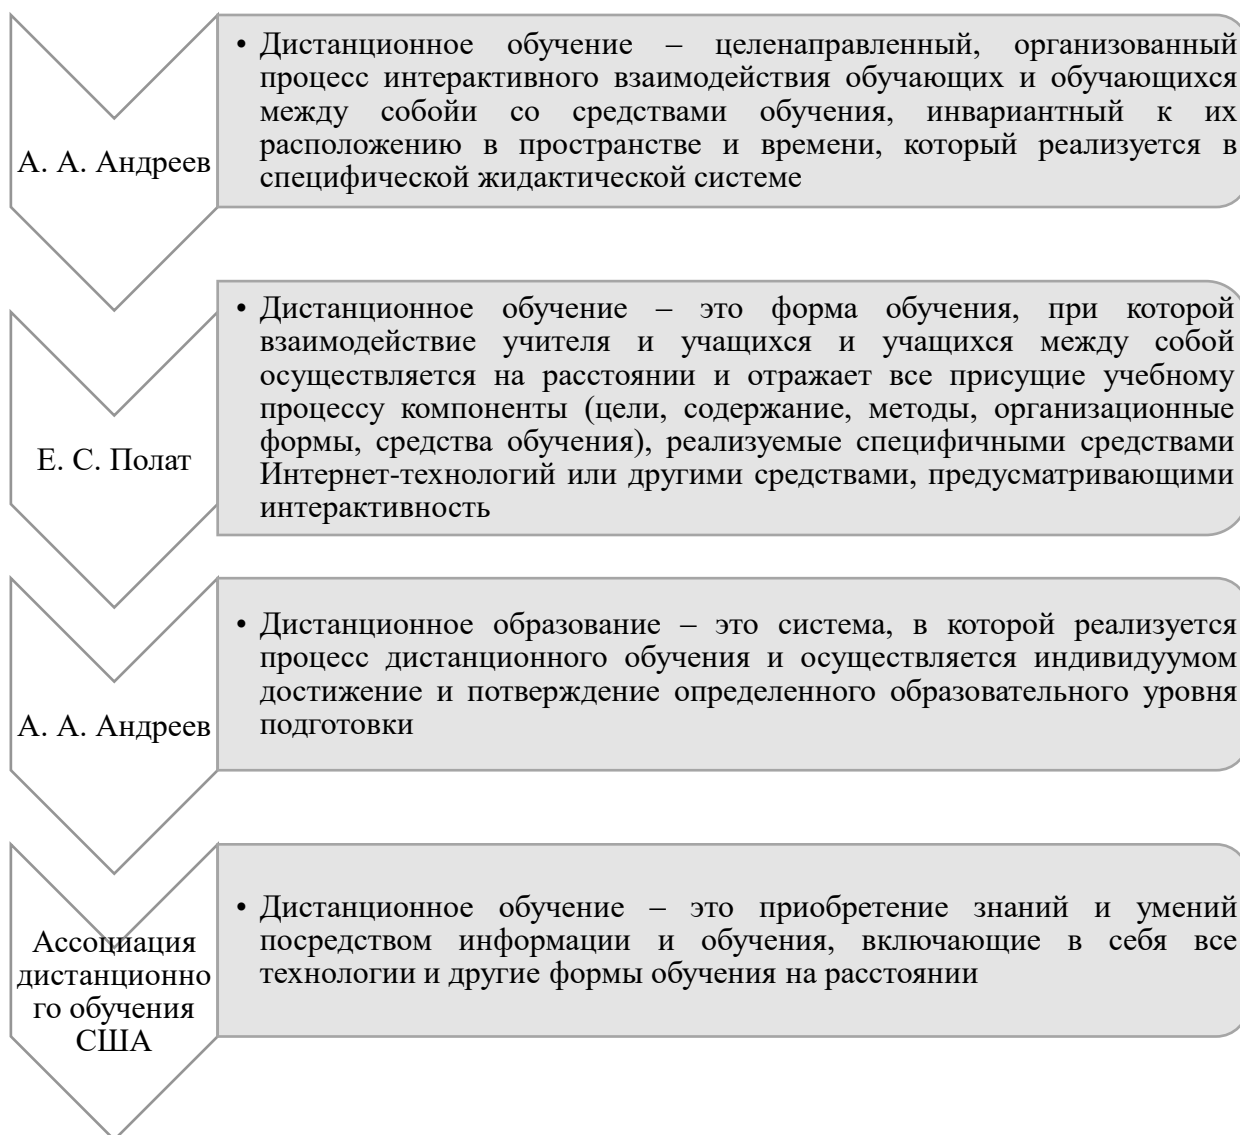 А. А. Андреев
• Дистанционное обучение – целенаправленный, организованный
процесс интерактивного взаимодействия обучающих и обучающихся
между собойи со средствами обучения, инвариантный к их
расположению в пространстве и времени, который реализуется в
специфической жидактической системе
Е. С. Полат
• Дистанционное обучение – это форма обучения, при которой
взаимодействие учителя и учащихся и учащихся между собой
осуществляется на расстоянии и отражает все присущие учебному
процессу компоненты (цели, содержание, методы, организационные
формы, средства обучения), реализуемые специфичными средствами
Интернет-технологий или другими средствами, предусматривающими
интерактивность
А. А. Андреев
• Дистанционное образование – это система, в которой реализуется
процесс дистанционного обучения и осуществляется индивидуумом
достижение и потверждение определенного образовательного уровня
подготовки
Ассоциация
дистанционно
го обучения
США
• Дистанционное обучение – это приобретение знаний и умений
посредством информации и обучения, включающие в себя все
технологии и другие формы обучения на расстоянии